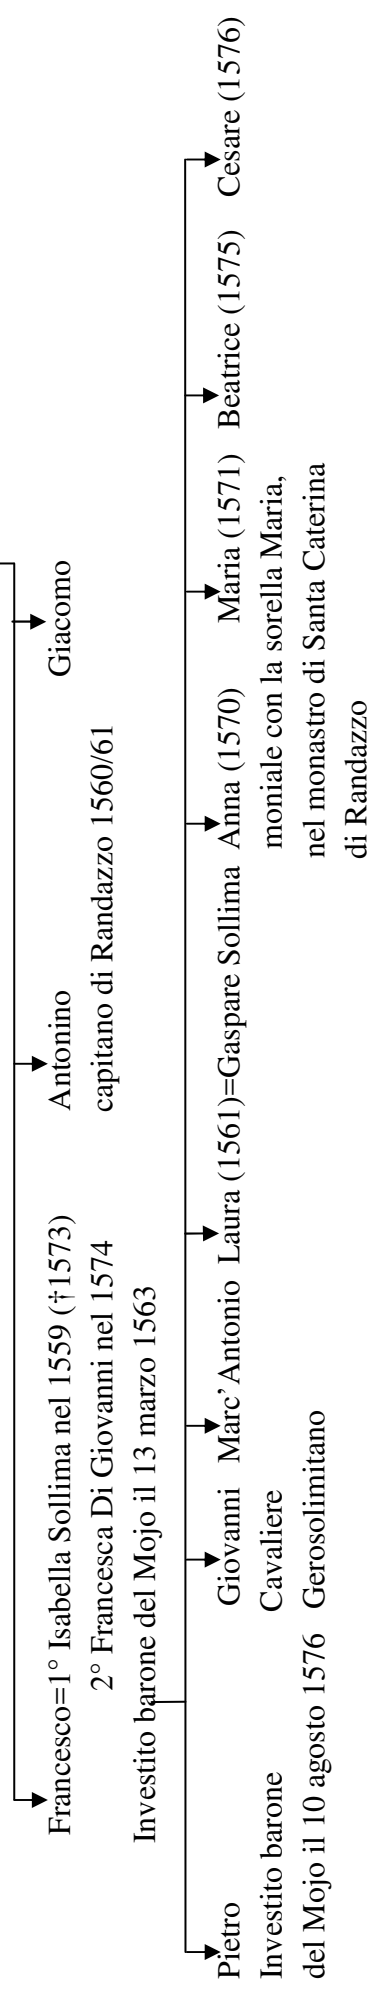 Francesco=1° Isabella Sollima nel 1559 (†1573)
2° Francesca Di Giovanni nel 1574
Investito barone del Mojo il 13 marzo 1563
Antonino
capitano di Randazzo 1560/61
Giacomo
Pietro
Investito barone
del Mojo il 10 agosto 1576
Giovanni
Cavaliere
Gerosolimitano
Marc’ Antonio
Laura (1561)=Gaspare Sollima
Anna (1570)
Maria (1571)
moniale con la sorella Maria,
nel monastro di Santa Caterina
di Randazzo
Beatrice (1575)
Cesare (1576)